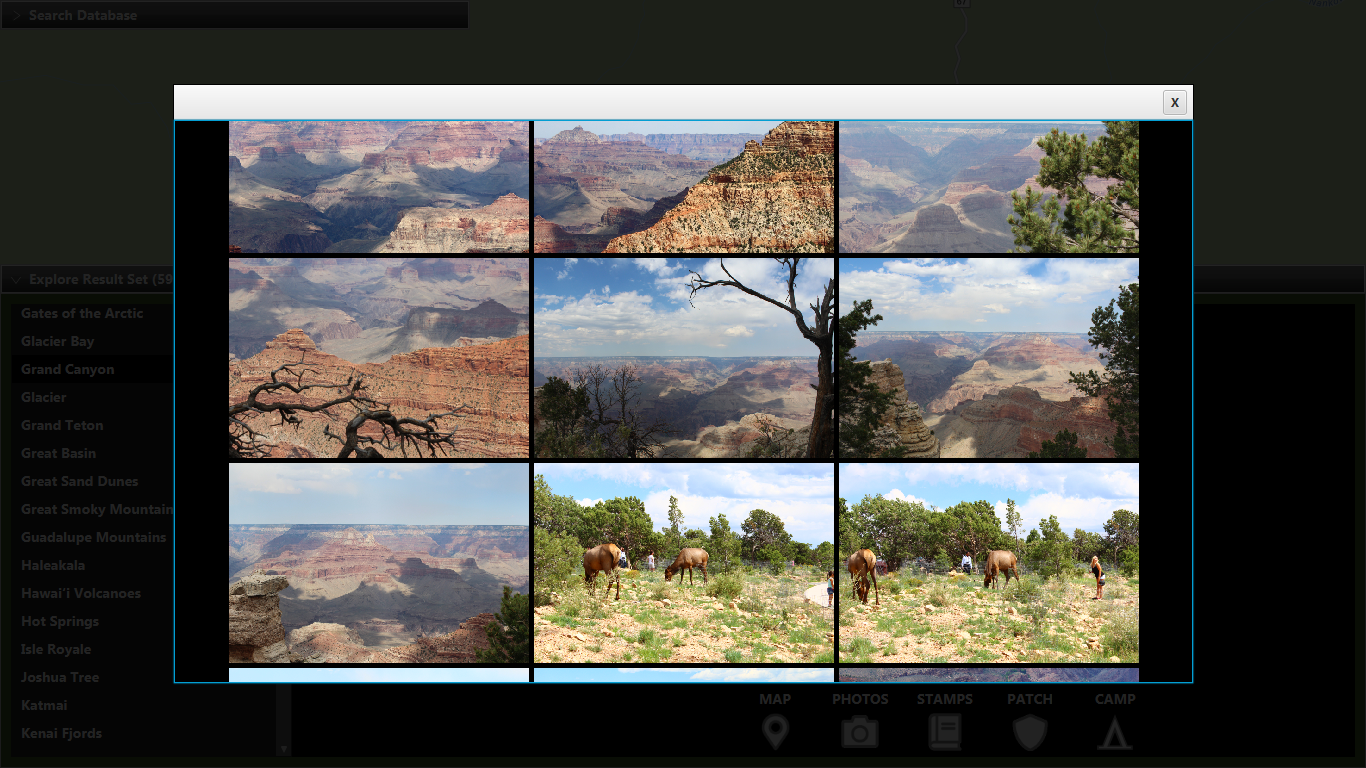 Search Database
67
X
Explore Result Set (59
Gates of the Arctic
Glacier Bay
Grand Canyon
Glacier
Grand Teton
Great Basin
Great Sand Dunes
Great Smoky Mountain
Guadalupe Mountains
Haleakala
Hawai‘i Volcanoes
Hot Springs
Isle Royale
Joshua Tree
Katmai
Kenai Fjords
MAP PHOTOS STAMPS PATCH CAMP